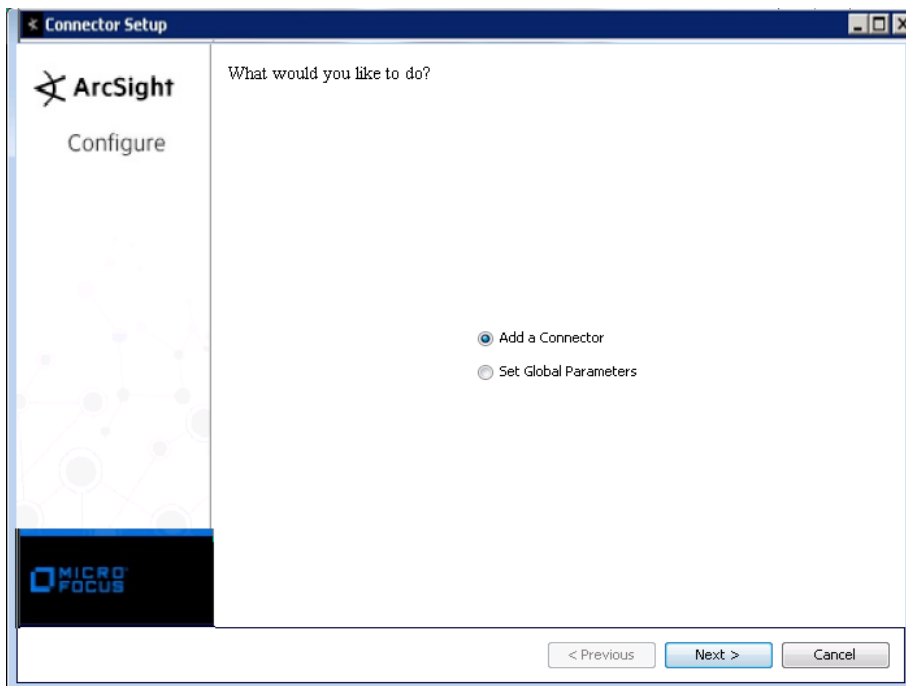 Connector Setup
ArcSight
Configure
What would you like to do?
Add a Connector
Set Global Parameters
MICRO
FOCUS
< Previous
Next >
Cancel